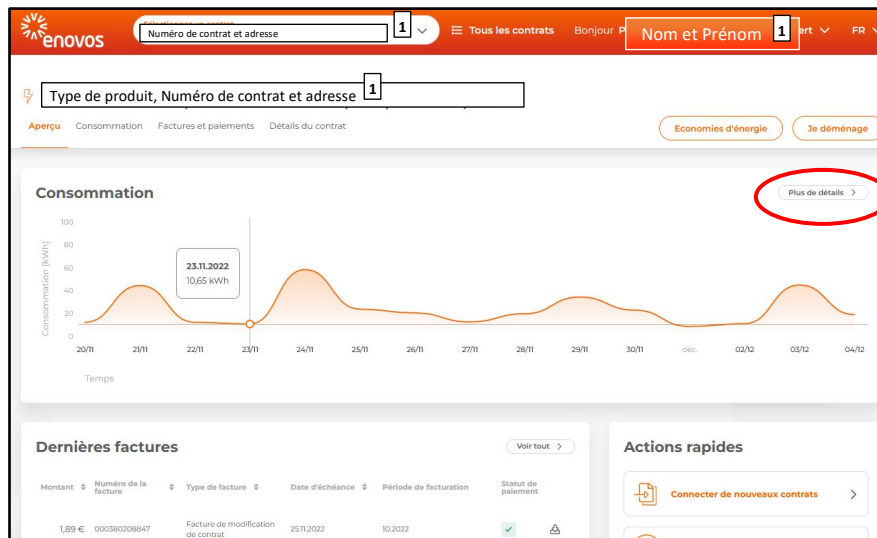 enovos
Numéro de contrat et adresse
1
Tous les contrats
Bonjour P
Nom et Prénom
1
ert
FR
Type de produit, Numéro de contrat et adresse
1
Aperçu Consommation Factures et paiements Détails du contrat
Economies d'énergie
Je déménage
Consommation
Plus de détails
Consommation (kWh)
100
80
60
40
20
0
23.11.2022
10,65 kWh
20/11 21/11 22/11 23/11 24/11 25/11 26/11 27/11 28/11 29/11 30/11 déc. 02/12 03/12 04/12
Temps
Dernières factures
Voir tout
Montant Numéro de la facture Type de facture Date d'échéance Période de facturation Statut de paiement
1,89 € 000380208847 Facture de modification de contrat 25.11.2022 10.2022
Actions rapides
Connecter de nouveaux contrats